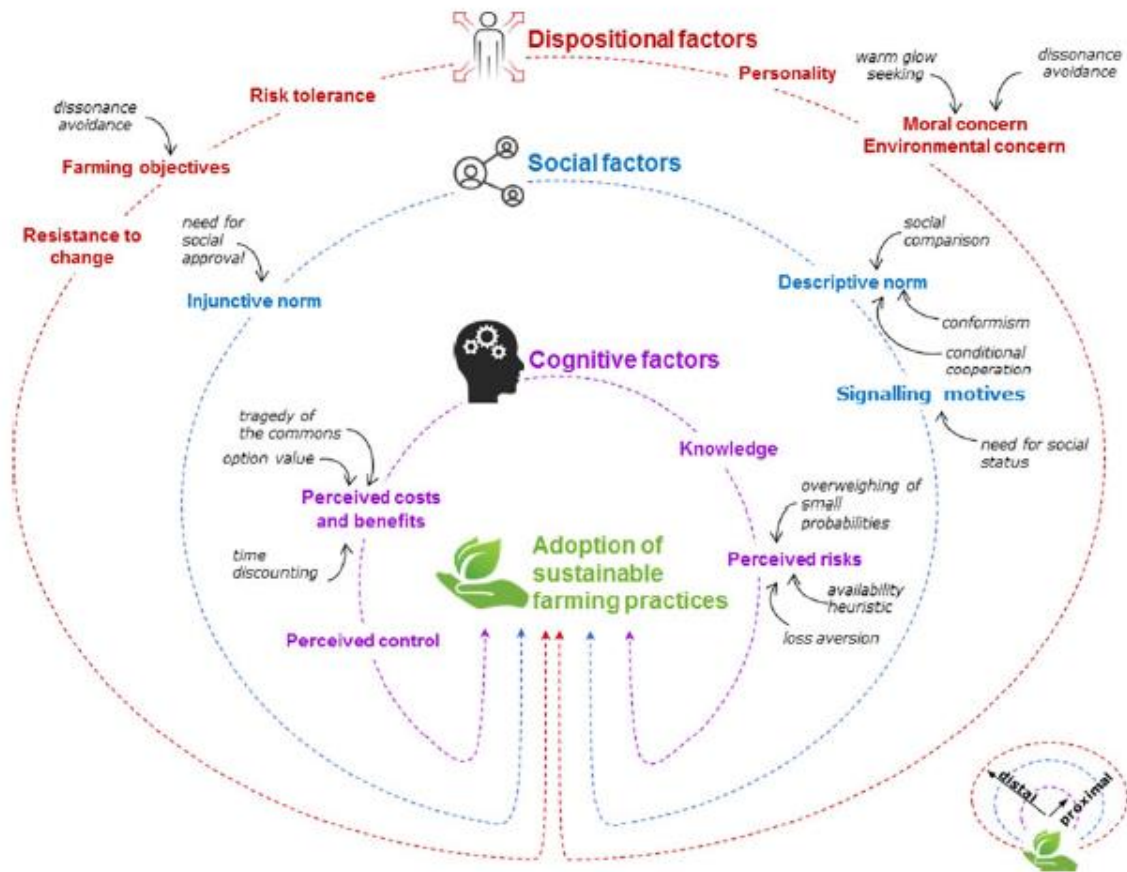 Dispositional factors
Risk tolerance
Personality
warm glow
seeking
dissonance
avoidance
dissonance
avoidance
Moral concern
Environmental concern
Farming objectives
Social factors
Resistance to
change
need for
social
approval
Injunctive norm
social
comparison
Descriptive norm
conformism
conditional
cooperation
Signalling motives
need for social
status
Cognitive factors
tragedy of
the commons
option value
Knowledge
Perceived costs
and benefits
overweighing of
small
probabilities
time
discounting
Adoption of
sustainable
farming practices
Perceived risks
availability
heuristic
loss aversion
Perceived control
distal
proximal